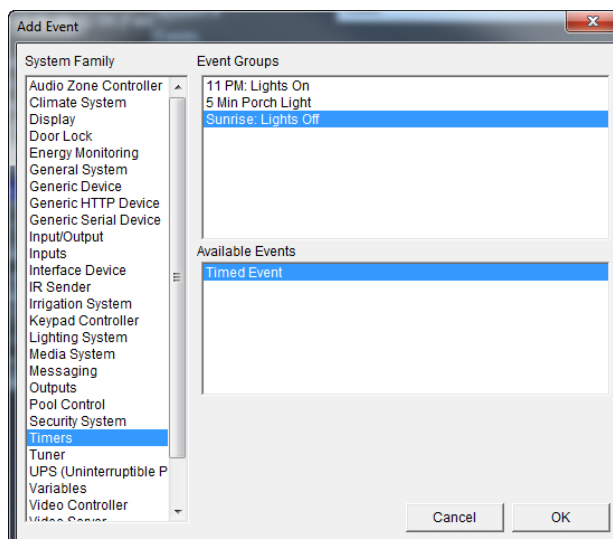 Add Event
System Family
Audio Zone Controller
Climate System
Display
Door Lock
Energy Monitoring
General System
Generic Device
Generic HTTP Device
Generic Serial Device
Input/Output
Inputs
Interface Device
IR Sender
Irrigation System
Keypad Controller
Lighting System
Media System
Messaging
Outputs
Pool Control
Security System
Timers
Tuner
UPS (Uninterruptible P
Variables
Video Controller
Video Server
Event Groups
11 PM: Lights On
5 Min Porch Light
Sunrise: Lights Off
Available Events
Timed Event
Cancel
OK